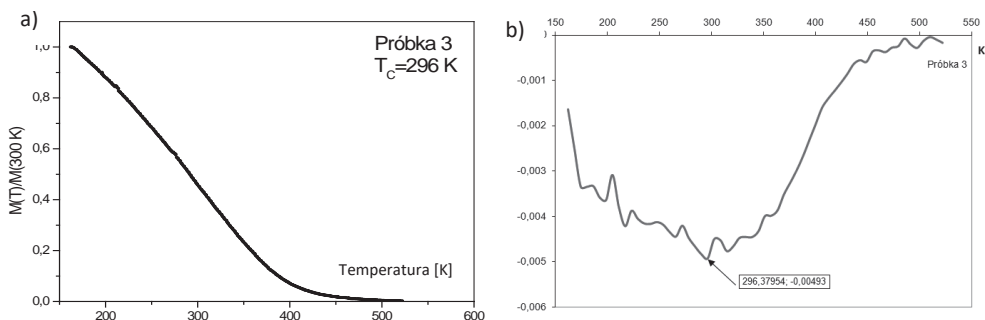 a)
Próbka 3
T_C=296 K
M(T)/M(300 K)
1,0
0,8
0,6
0,4
0,2
0,0
Temperatura [K]
200 300 400 500 600
b)
150 200 250 300 350 400 450 500 550
K
Próbka 3
-0,001
-0,002
-0,003
-0,004
-0,005
-0,006
296,37954; -0,00493